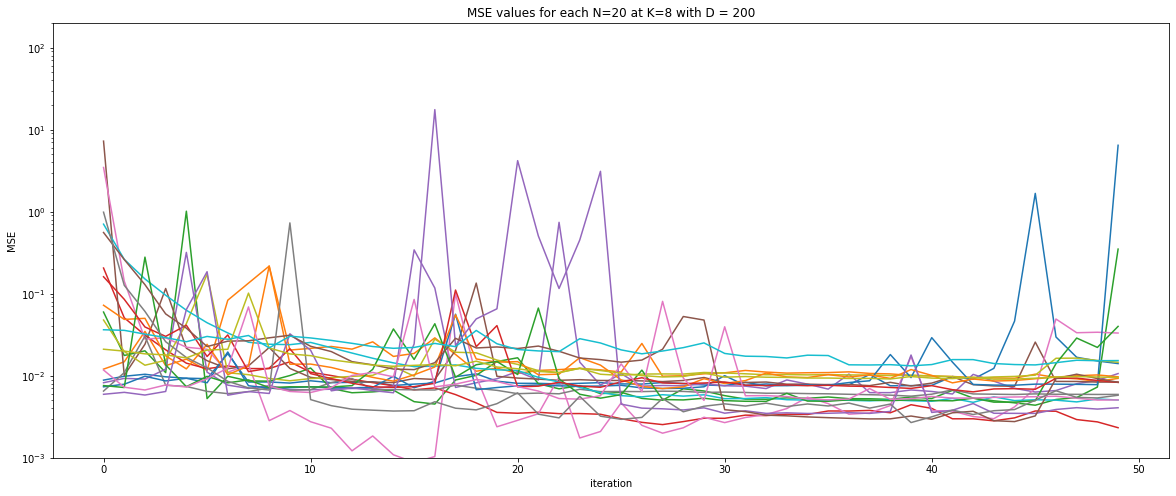 MSE values for each N=20 at K=8 with D = 200
10²
10¹
10⁰
10⁻¹
10⁻²
10⁻³
MSE
0 10 20 30 40 50
iteration